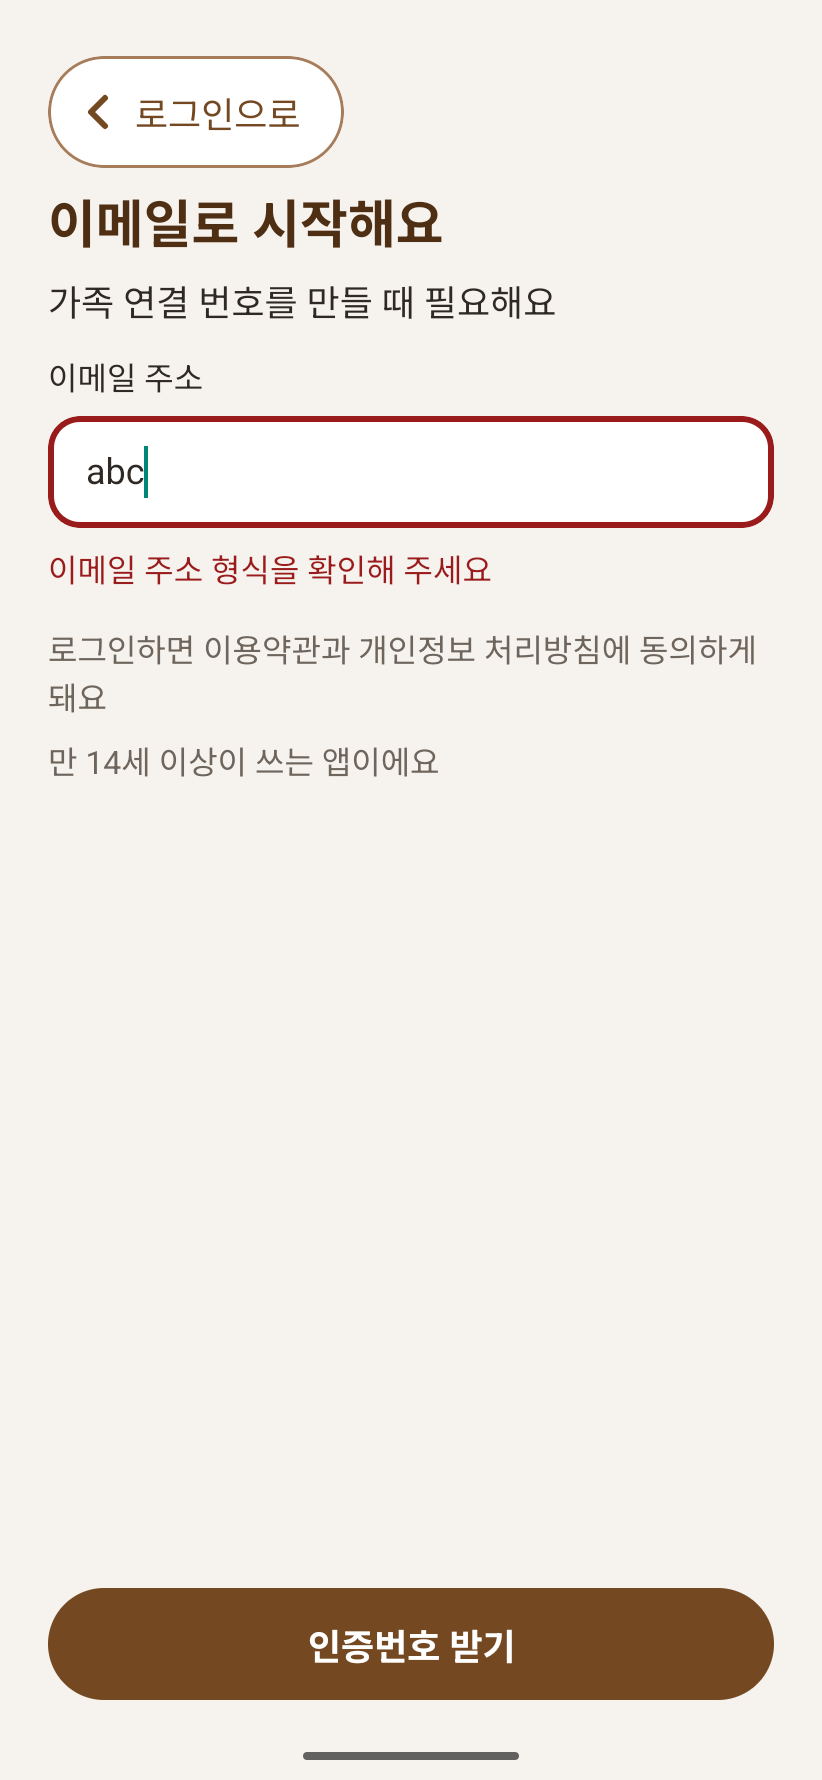 로그인으로
이메일로 시작해요
가족 연결 번호를 만들 때 필요해요
이메일 주소
abc
이메일 주소 형식을 확인해 주세요
로그인하면 이용약관과 개인정보 처리방침에 동의하게
돼요
만 14세 이상이 쓰는 앱이에요
인증번호 받기